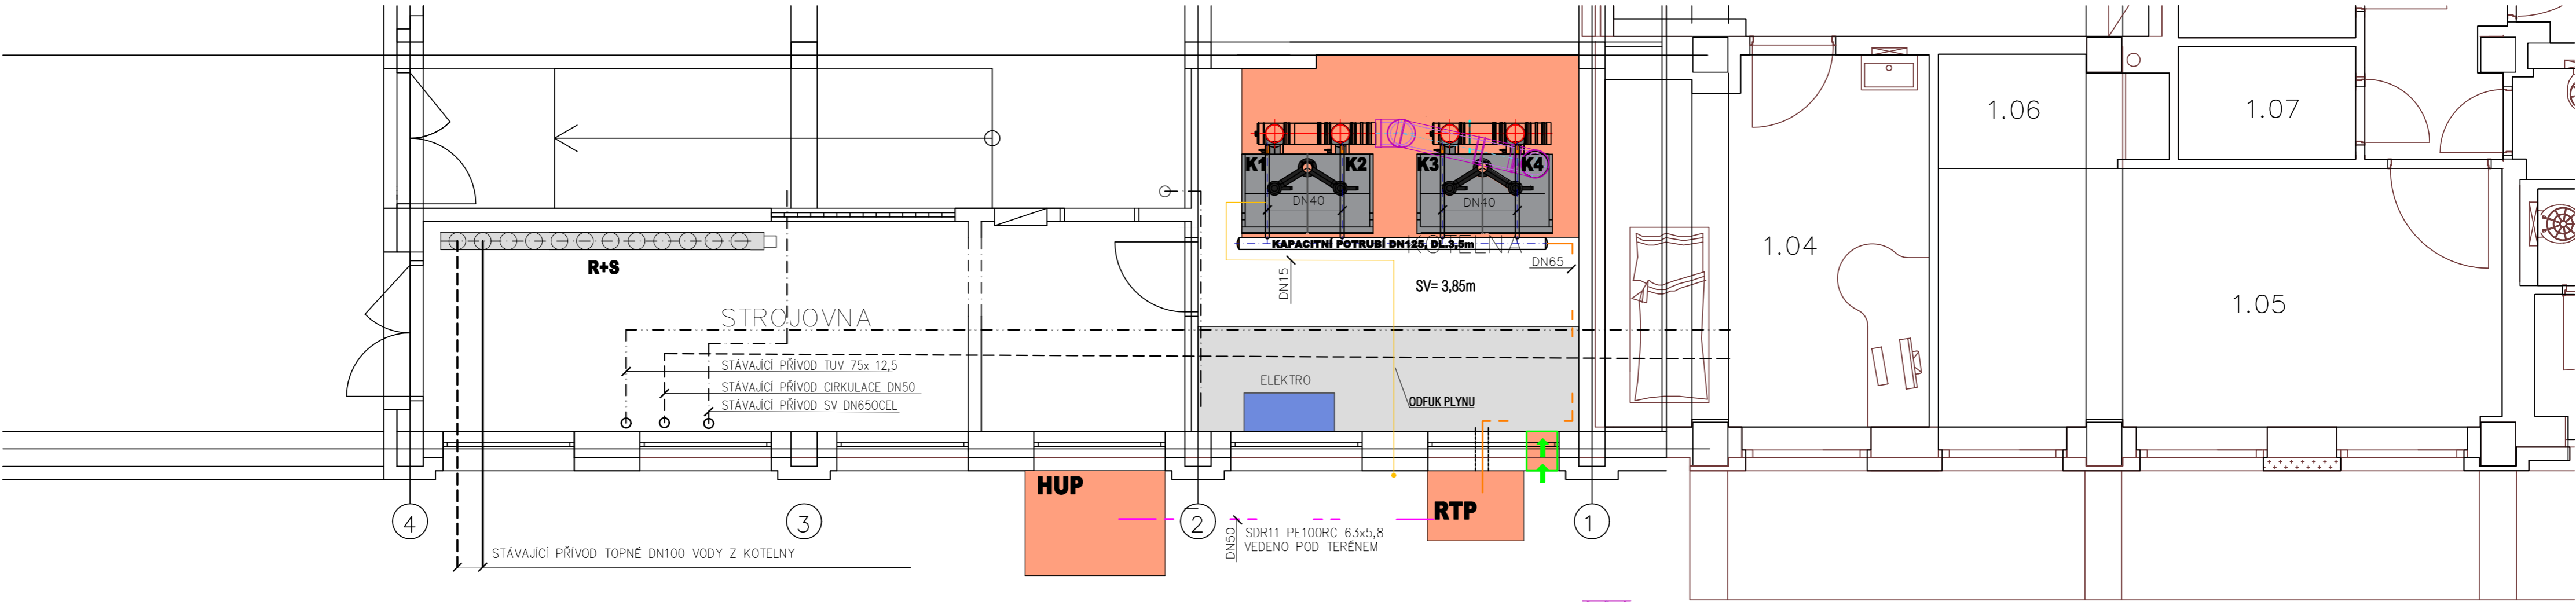 1.06
1.07
K1
K2
K3
K4
DN40
DN40
KAPACITNÍ POTRUBÍ DN125, DL.3,5m
KOTELNA
R+S
DN65
1.04
DN15
SV= 3,85m
1.05
STROJOVNA
STÁVAJÍCÍ PŘÍVOD TUV 75x 12,5
STÁVAJÍCÍ PŘÍVOD CIRKULACE DN50
STÁVAJÍCÍ PŘÍVOD SV DN65OCEL
ELEKTRO
ODFUK PLYNU
HUP
RTP
4
3
2
1
DN50
SDR11 PE100RC 63x5,8
VEDENO POD TERÉNEM
STÁVAJÍCÍ PŘÍVOD TOPNÉ DN100 VODY Z KOTELNY